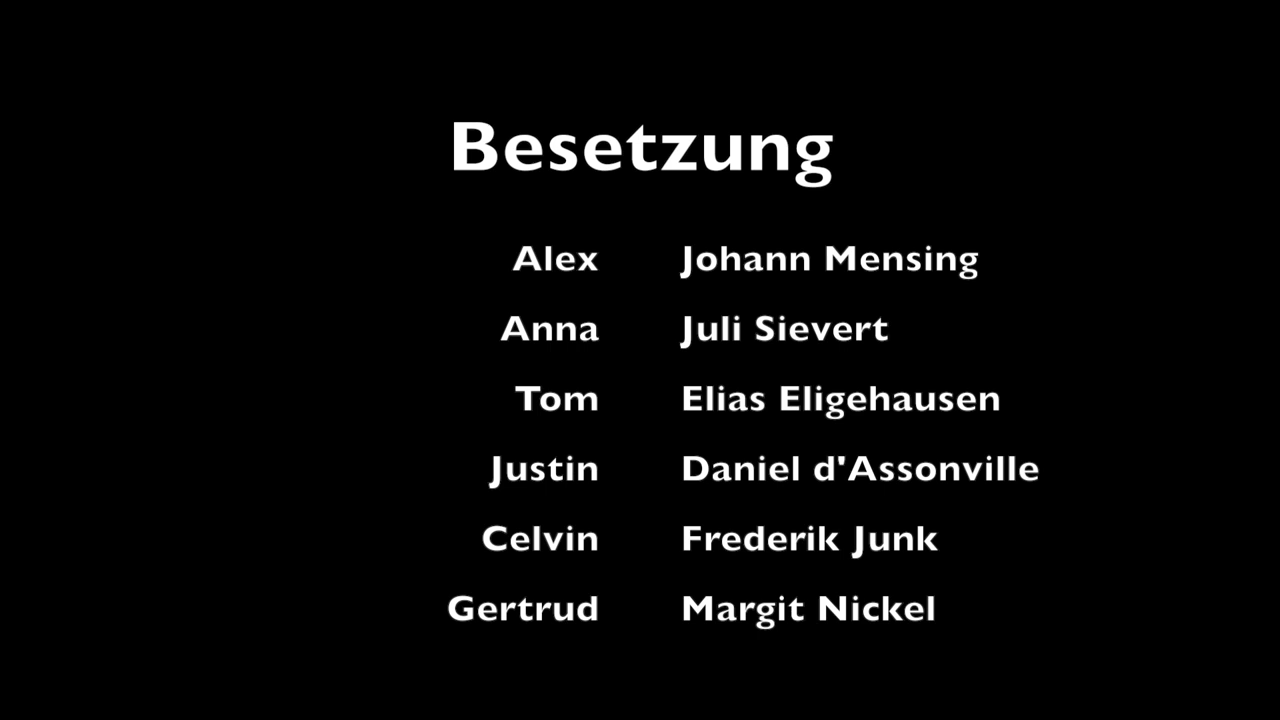 Besetzung
Alex Johann Mensing
Anna Juli Sievert
Tom Elias Eligehausen
Justin Daniel d'Assonville
Celvin Frederik Junk
Gertrud Margit Nickel